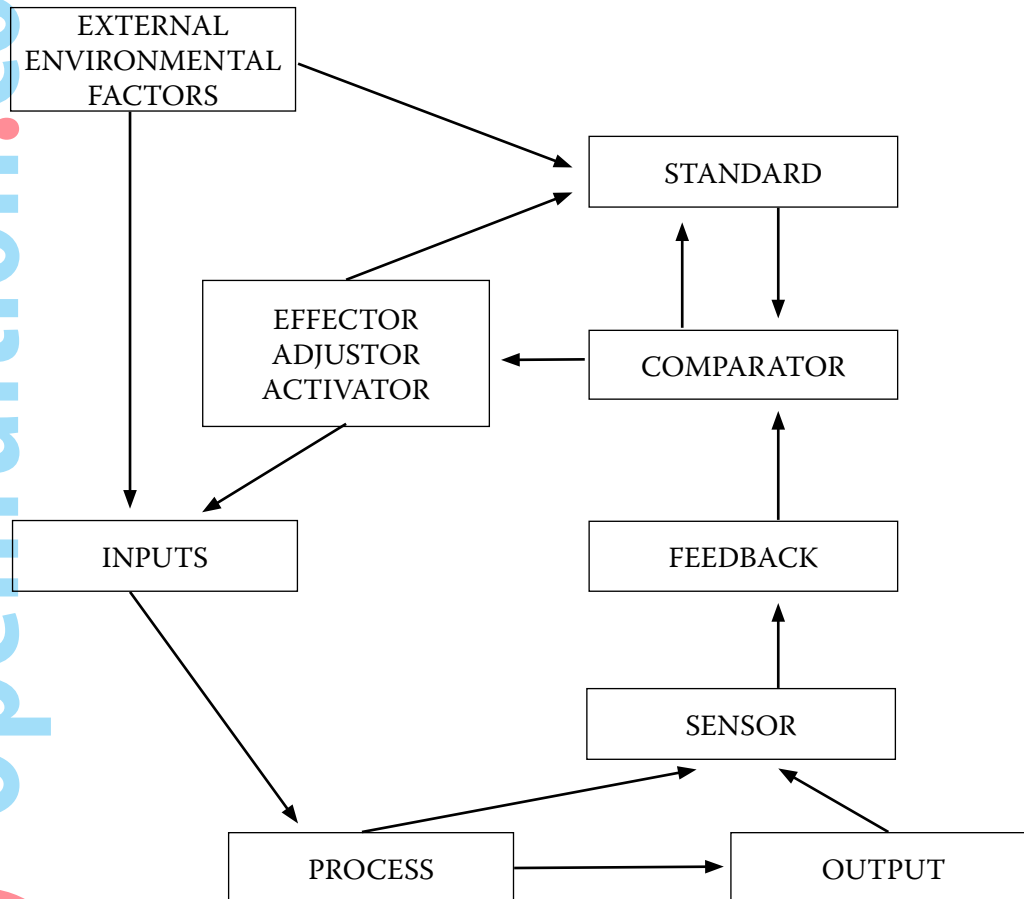 EXTERNAL
ENVIRONMENTAL
FACTORS
STANDARD
EFFECTOR
ADJUSTOR
ACTIVATOR
COMPARATOR
INPUTS
FEEDBACK
SENSOR
PROCESS
OUTPUT